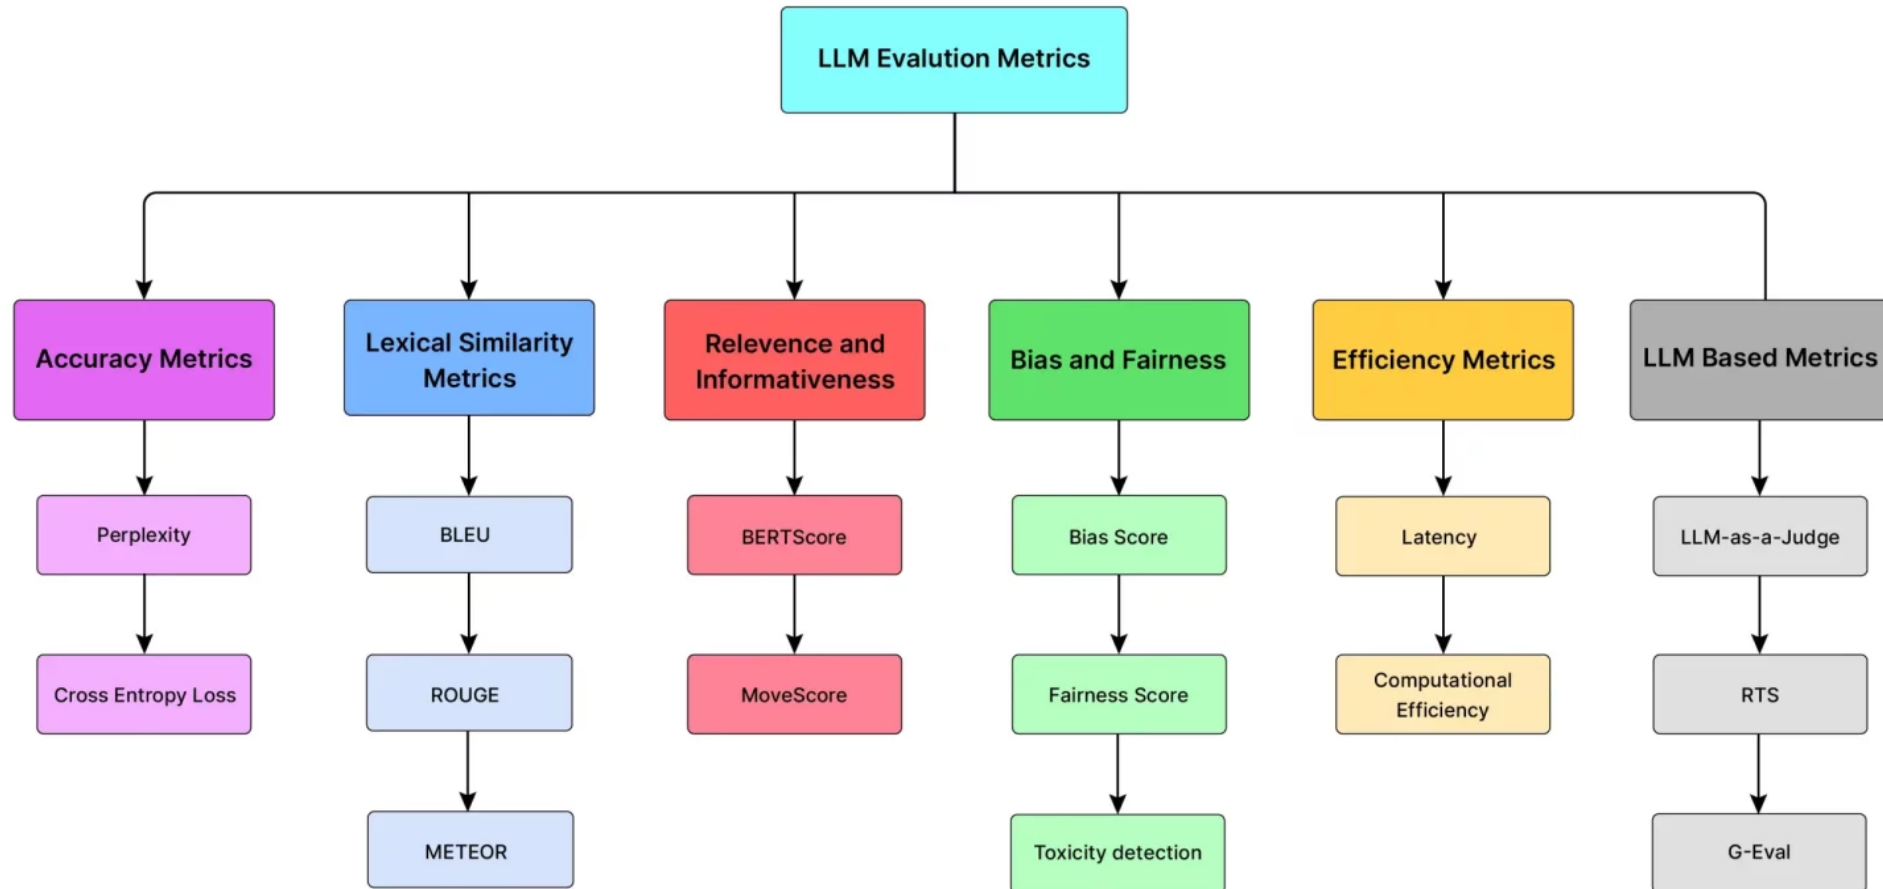 LLM Evalution Metrics
Accuracy Metrics
Lexical Similarity
Metrics
Relevence and
Informativeness
Bias and Fairness
Efficiency Metrics
LLM Based Metrics
Perplexity
BLEU
BERTScore
Bias Score
Latency
LLM-as-a-Judge
Cross Entropy Loss
ROUGE
MoveScore
Fairness Score
Computational
Efficiency
RTS
METEOR
Toxicity detection
G-Eval